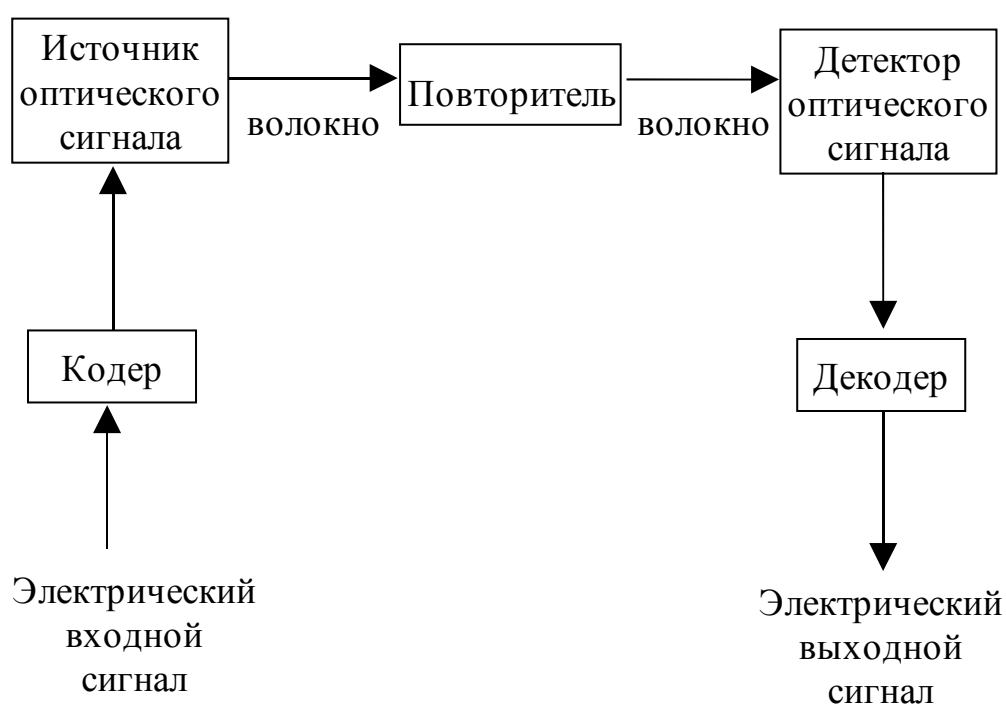 Источник
оптического
сигнала
волокно
Повторитель
волокно
Детектор
оптического
сигнала
Кодер
Декодер
Электрический
входной
сигнал
Электрический
выходной
сигнал